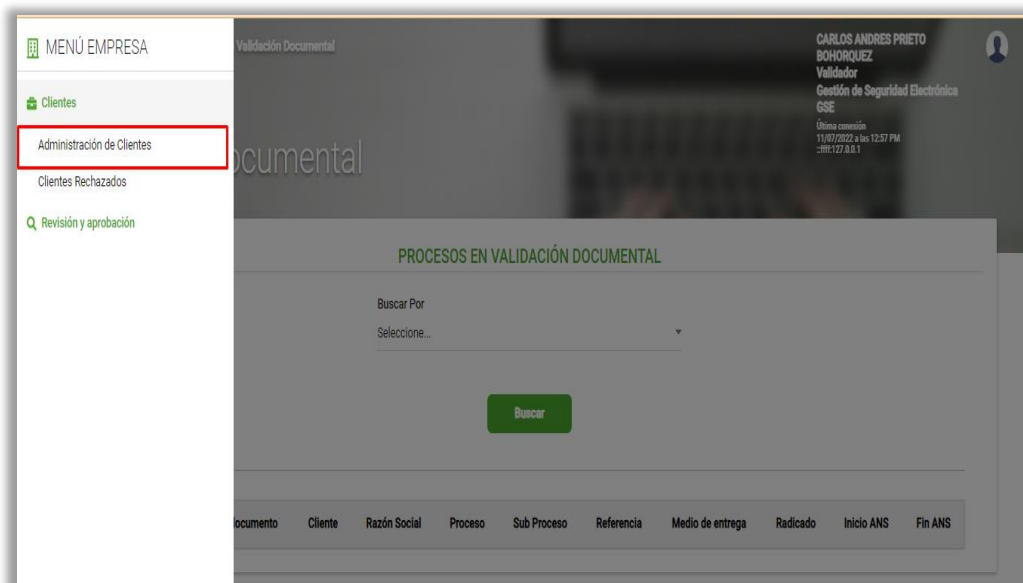 MENÚ EMPRESA
Clientes
Administración de Clientes
Clientes Rechazados
Revisión y aprobación
Validación Documental
CARLOS ANDRES PRIETO
BOHORQUEZ
Validador
Gestión de Seguridad Electrónica
GSE
Última conexión
11/07/2022 a las 12:57 PM
::ffff:127.0.0.1
ocumental
PROCESOS EN VALIDACIÓN DOCUMENTAL
Buscar Por
Seleccione...
Buscar
ocumento Cliente Razón Social Proceso Sub Proceso Referencia Medio de entrega Radicado Inicio ANS Fin ANS